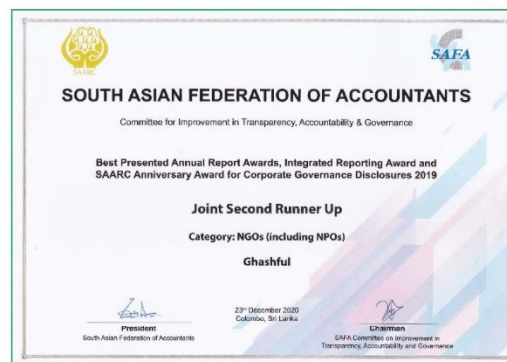 SAARC
SAFA
SOUTH ASIAN FEDERATION OF ACCOUNTANTS
Committee for Improvement in Transparency, Accountability & Governance
Best Presented Annual Report Awards, Integrated Reporting Award and
SAARC Anniversary Award for Corporate Governance Disclosures 2019
Joint Second Runner Up
Category: NGOs (including NPOs)
Ghashful
23rd December 2020
Colombo, Sri Lanka
President
South Asian Federation of Accountants
Chairman
SAFA Committee on Improvement in
Transparency, Accountability and Governance